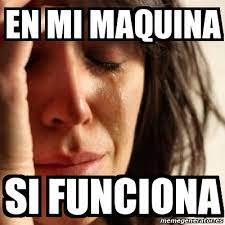 EN MI MAQUINA
SI FUNCIONA
memegenerator.es